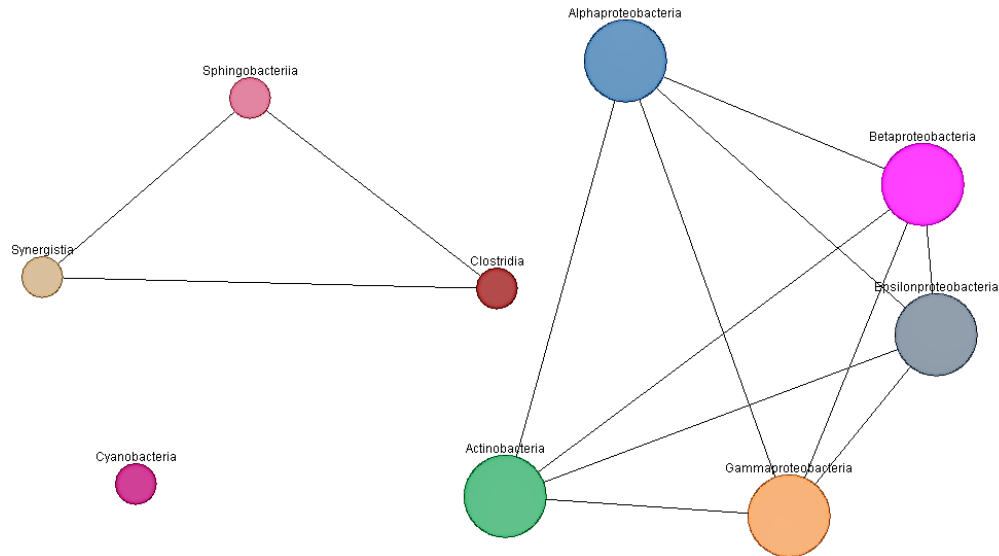 Alphaproteobacteria
Sphingobacteriia
Betaproteobacteria
Synergistia
Clostridia
Epsilonproteobacteria
Actinobacteria
Cyanobacteria
Gammaproteobacteria